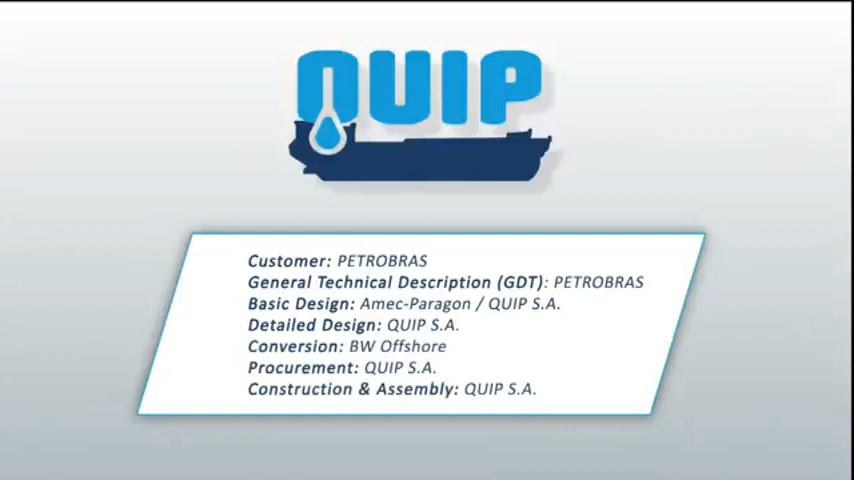 QUIP
Customer: PETROBRAS
General Technical Description (GDT): PETROBRAS
Basic Design: Amec-Paragon / QUIP S.A.
Detailed Design: QUIP S.A.
Conversion: BW Offshore
Procurement: QUIP S.A.
Construction & Assembly: QUIP S.A.